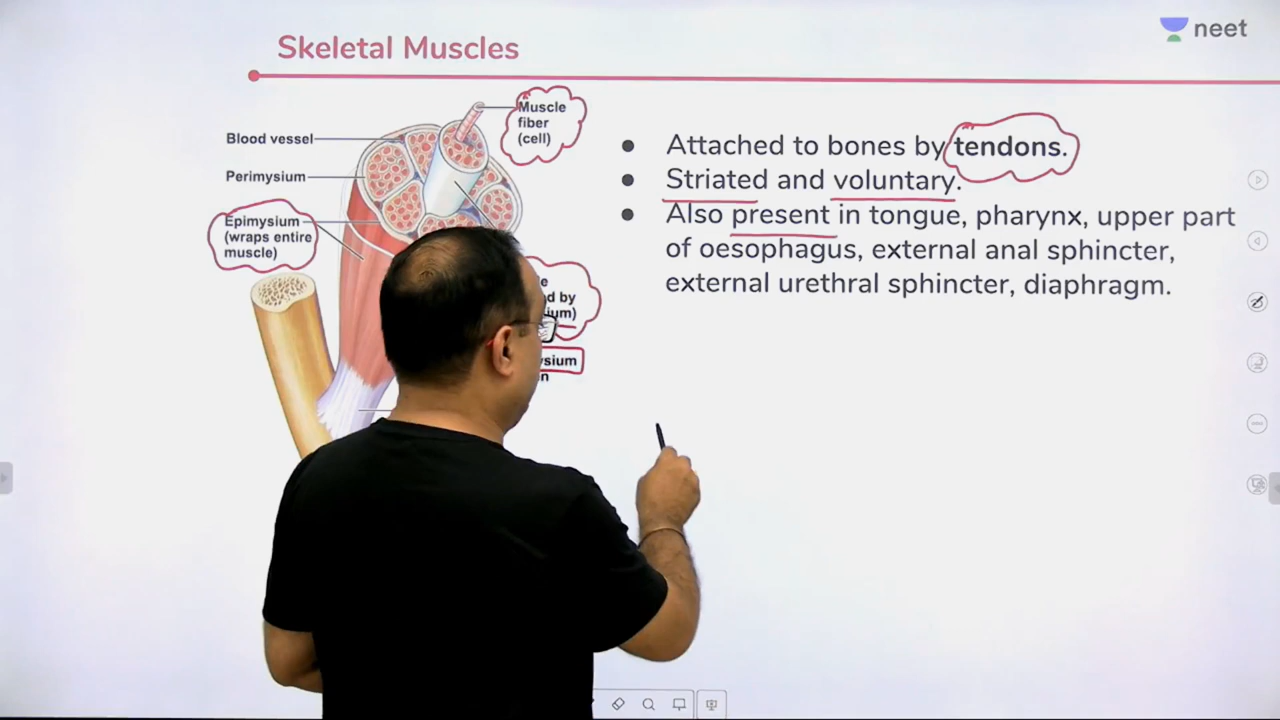 Skeletal Muscles
neet
Muscle
fiber
(cell)
Blood vessel
Perimysium
Epimysium
(wraps entire
muscle)
• Attached to bones by tendons.
• Striated and voluntary.
• Also present in tongue, pharynx, upper part
of oesophagus, external anal sphincter,
external urethral sphincter, diaphragm.